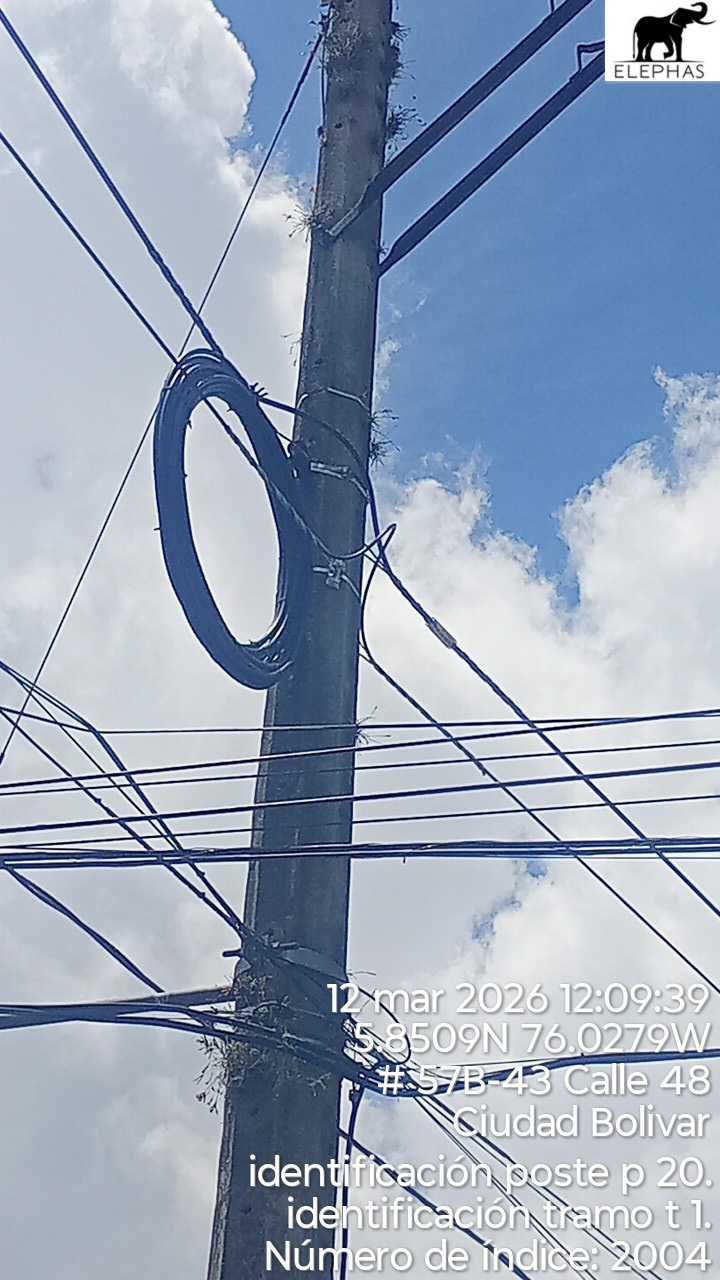 ELEPHAS
12 mar 2026 12:09:39
5.8509N 76.0279W
# 57B-43 Calle 48
Ciudad Bolivar
identificación poste p 20.
identificación tramo t 1.
Número de índice: 2004